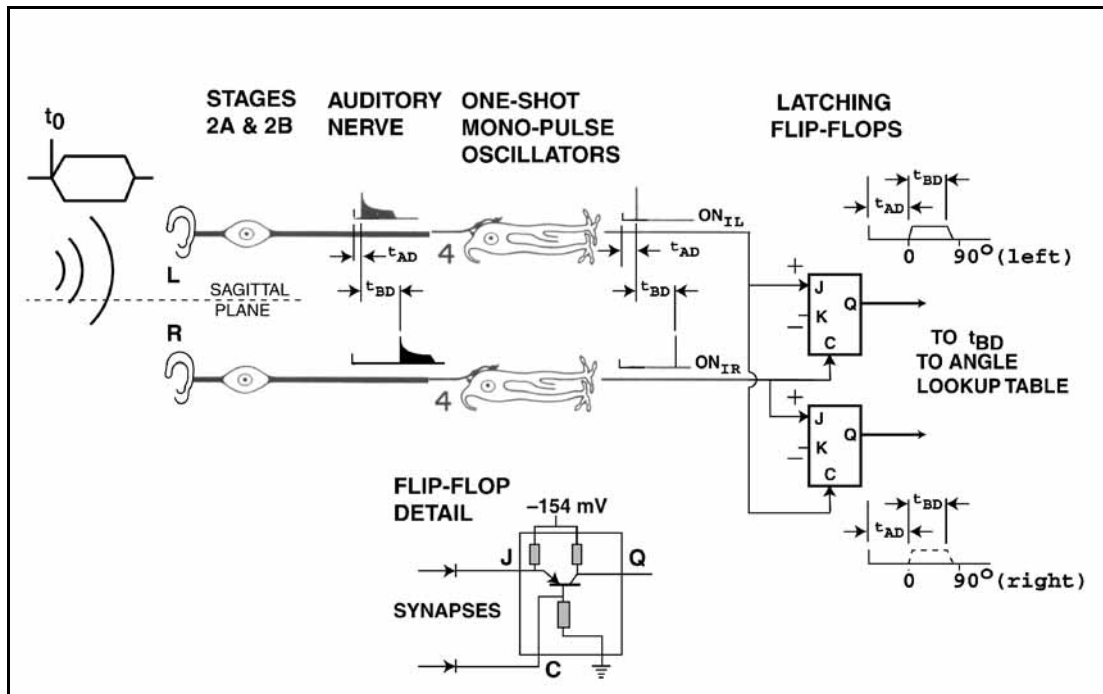 STAGES
2A & 2B
AUDITORY
NERVE
ONE-SHOT
MONO-PULSE
OSCILLATORS
LATCHING
FLIP-FLOPS
t0
tBD
tAD
0 90° (left)
ONIL
4
tAD
tAD
L
SAGITTAL
PLANE
tBD
tBD
R
ONIR
4
+
J
Q
K
−
C
TO tBD
TO ANGLE
LOOKUP TABLE
+
J
Q
K
−
C
FLIP-FLOP
DETAIL
−154 mV
J
Q
SYNAPSES
C
tBD
tAD
0 90° (right)